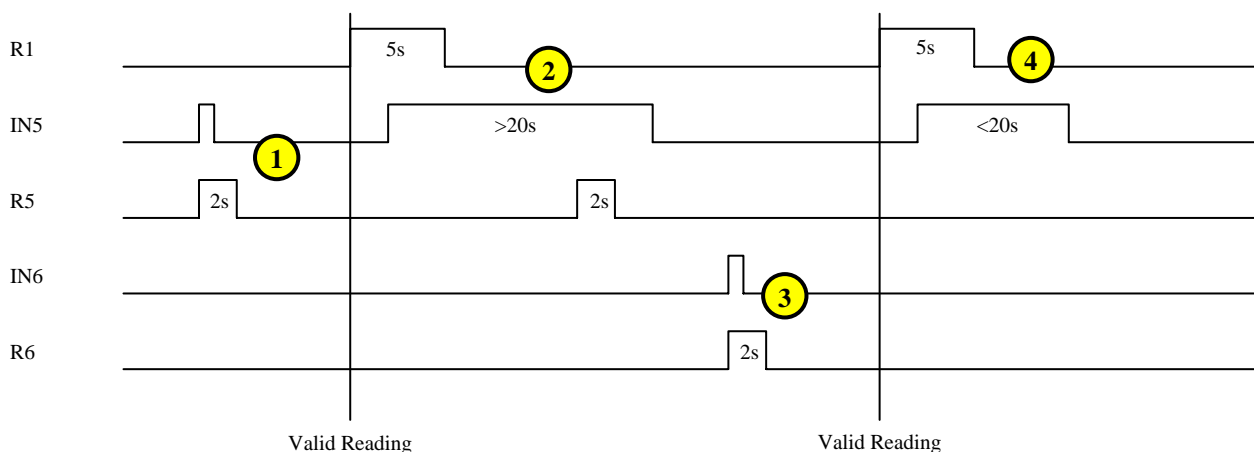 R1
5s
2
5s
4
IN5
1
>20s
<20s
R5
2s
2s
IN6
3
R6
2s
Valid Reading
Valid Reading